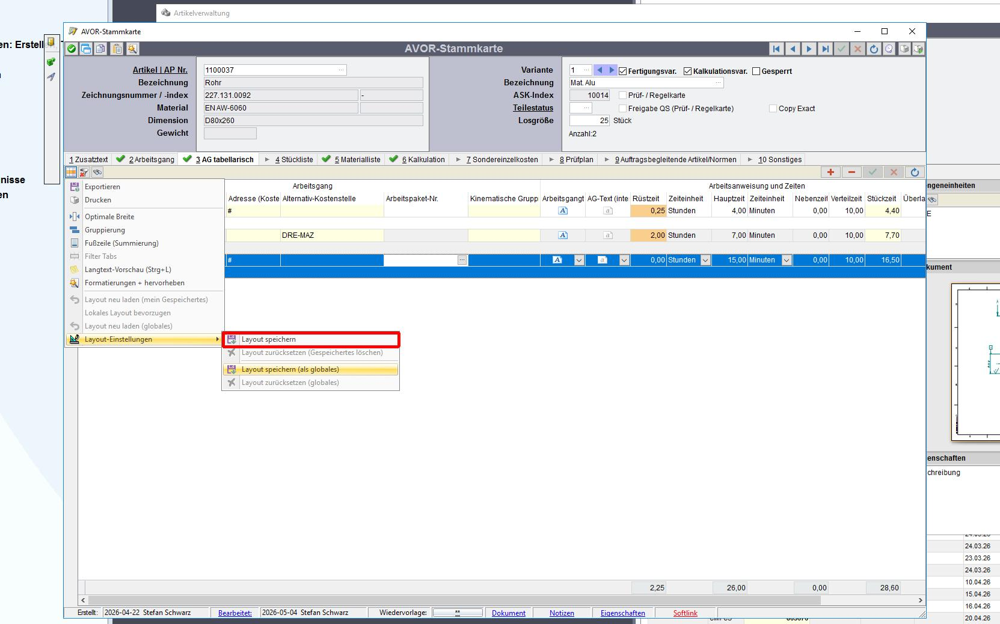 Artikelverwaltung
AVOR-Stammkarte
en: Erstell
AVOR-Stammkarte
Artikel | AP Nr.
1100037
Variante
1
Fertigungsvar.
Kalkulationsvar.
Gesperrt
Bezeichnung
Rohr
Bezeichnung
Mat. Alu
Zeichnungsnummer / -index
227.131.0092
-
ASK-Index
10014
Prüf- / Regelkarte
Material
EN AW-6060
Teilestatus
Freigabe QS (Prüf- / Regelkarte)
Copy Exact
Dimension
D80x260
Losgröße
25
Stück
Gewicht
Anzahl:2
1 Zusatztext
2 Arbeitsgang
3 AG tabellarisch
4 Stückliste
5 Materialliste
6 Kalkulation
7 Sondereinzelkosten
8 Prüfplan
9 Auftragsbegleitende Artikel/Normen
10 Sonstiges
nisse
en
Arbeitsgang
Arbeitsanweisung und Zeiten
Adresse (Koste
Alternativ-Kostenstelle
Arbeitspaket-Nr.
Kinematische Grupp
Arbeitsgangt
AG-Text (inte
Rüstzeit
Zeiteinheit
Hauptzeit
Zeiteinheit
Nebenzeit
Verteilzeit
Stückzeit
Überla
# 0,25 Stunden 4,00 Minuten 0,00 10,00 4,40
DRE-MAZ 2,00 Stunden 7,00 Minuten 0,00 10,00 7,70
# 0,00 Stunden 15,00 Minuten 0,00 10,00 16,50
Exportieren
Drucken
Optimale Breite
Gruppierung
Fußzeile (Summierung)
Filter Tabs
Langtext-Vorschau (Strg+L)
Formatierungen + hervorheben
Layout neu laden (mein Gespeichertes)
Lokales Layout bevorzugen
Layout neu laden (globales)
Layout-Einstellungen
Layout speichern
Layout zurücksetzen (Gespeichertes löschen)
Layout speichern (als globales)
Layout zurücksetzen (globales)
2,25 26,00 0,00 28,60
Erstellt:
2026-04-22 Stefan Schwarz
Bearbeitet:
2026-05-04 Stefan Schwarz
Wiedervorlage:
**
Dokument
Notizen
Eigenschaften
Softlink
ngeneinheiten
E
kument
enschaften
chreibung
24.03.26
23.03.26
24.03.26
10.04.26
15.04.26
16.04.26
20.04.26